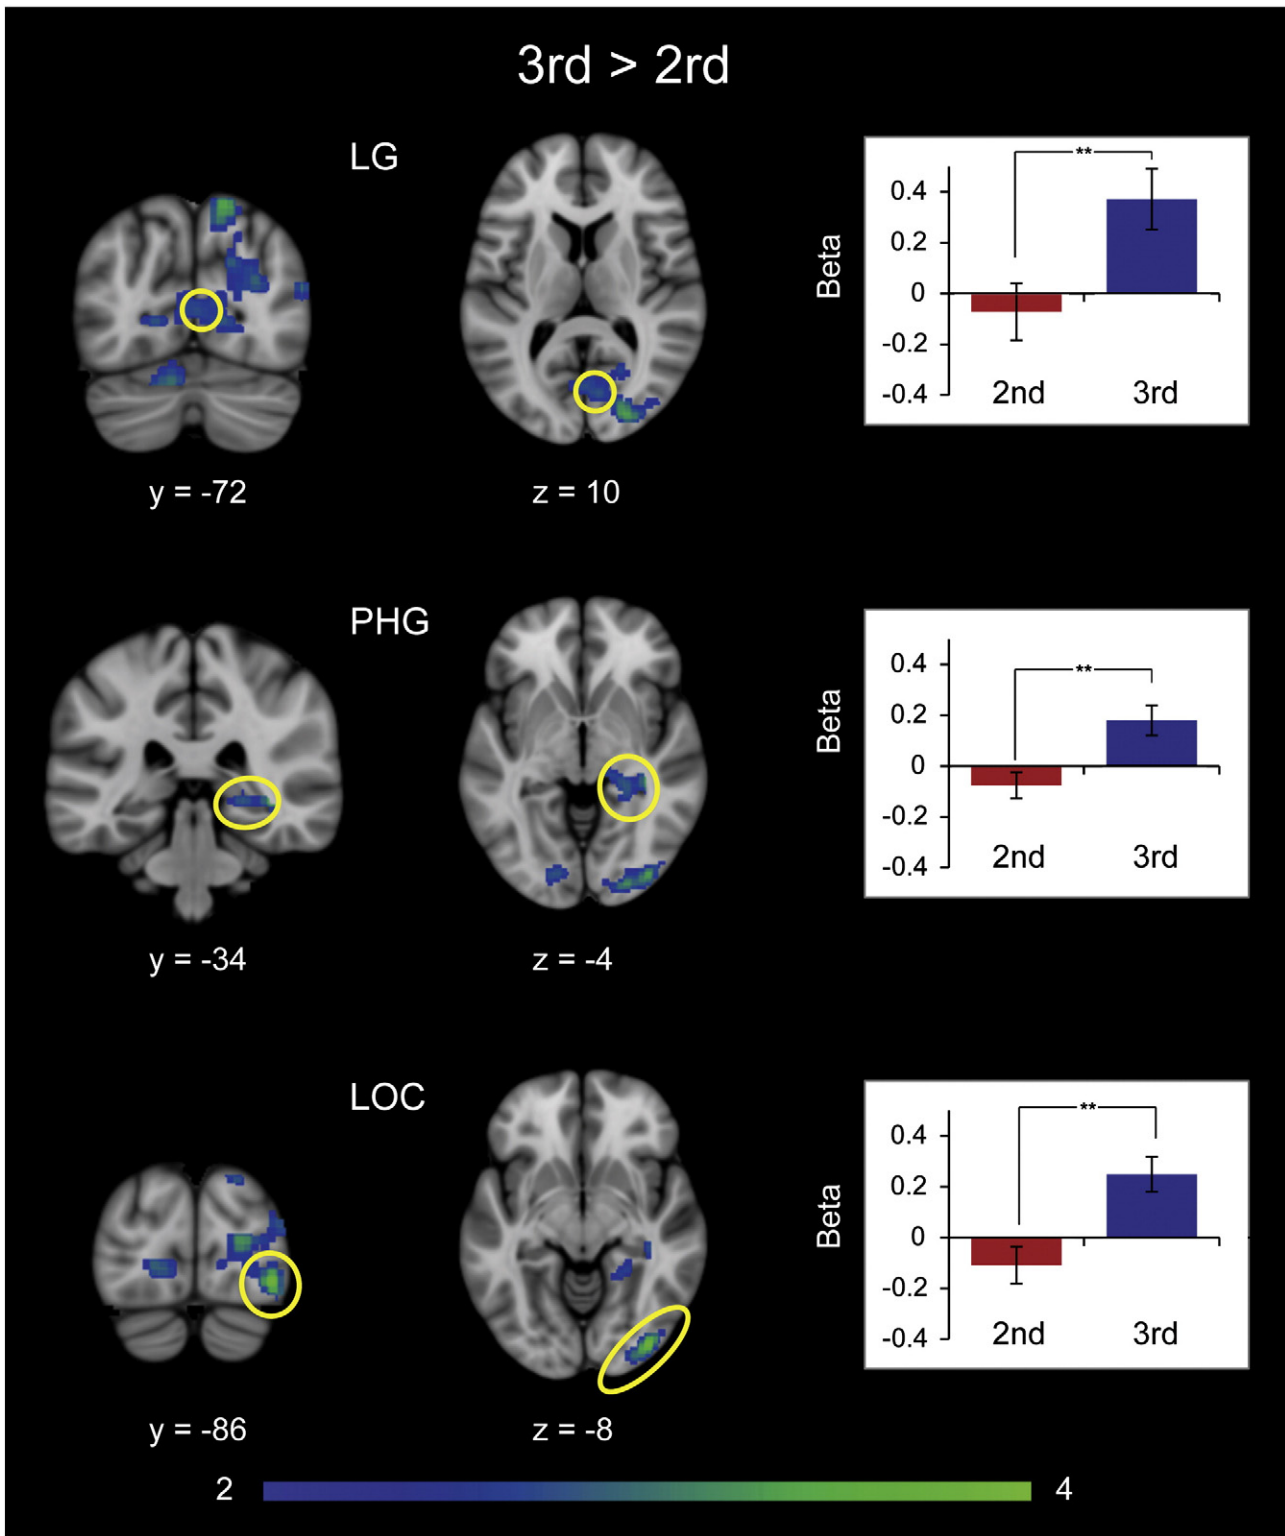 3rd > 2rd
LG
Beta
0.4
0.2
0
-0.2
-0.4
**
2nd 3rd
y = -72 z = 10
PHG
Beta
0.4
0.2
0
-0.2
-0.4
**
2nd 3rd
y = -34 z = -4
LOC
Beta
0.4
0.2
0
-0.2
-0.4
**
2nd 3rd
y = -86 z = -8
2 4